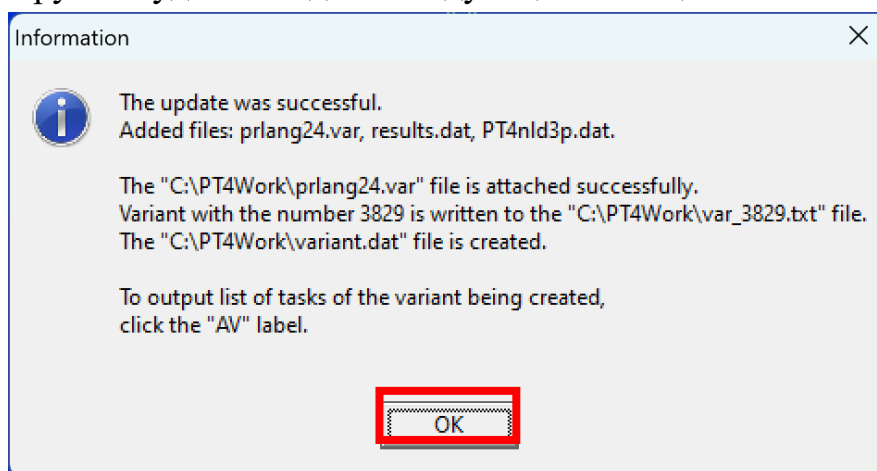 Information
The update was successful.
Added files: prlang24.var, results.dat, PT4nld3p.dat.
The "C:\PT4Work\prlang24.var" file is attached successfully.
Variant with the number 3829 is written to the "C:\PT4Work\var_3829.txt" file.
The "C:\PT4Work\variant.dat" file is created.
To output list of tasks of the variant being created,
click the "AV" label.
OK